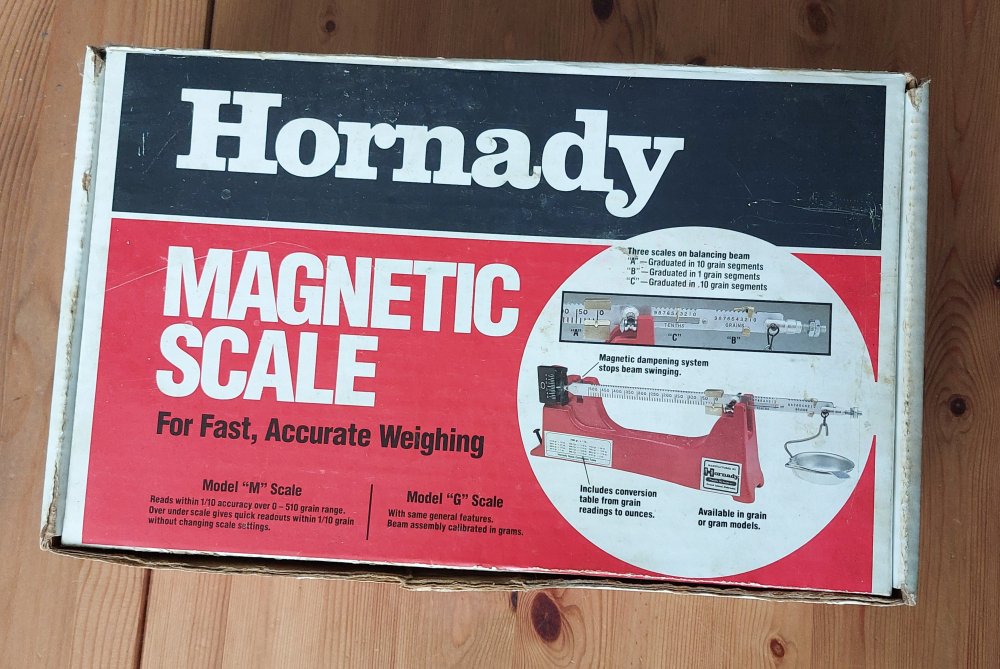 Hornady
MAGNETIC
SCALE
For Fast, Accurate Weighing
Model “M” Scale
Reads within 1/10 accuracy over 0 – 510 grain range.
Over under scale gives quick readouts within 1/10 grain
without changing scale settings.
Model “G” Scale
With same general features.
Beam assembly calibrated in grams.
Three scales on balancing beam
“A” — Graduated in 10 grain segments
“B” — Graduated in 1 grain segments
“C” — Graduated in .10 grain segments
“A”
TENTHS
“C”
GRAINS
“B”
Magnetic dampening system
stops beam swinging.
Hornady
Includes conversion
table from grain
readings to ounces.
Available in grain
or gram models.